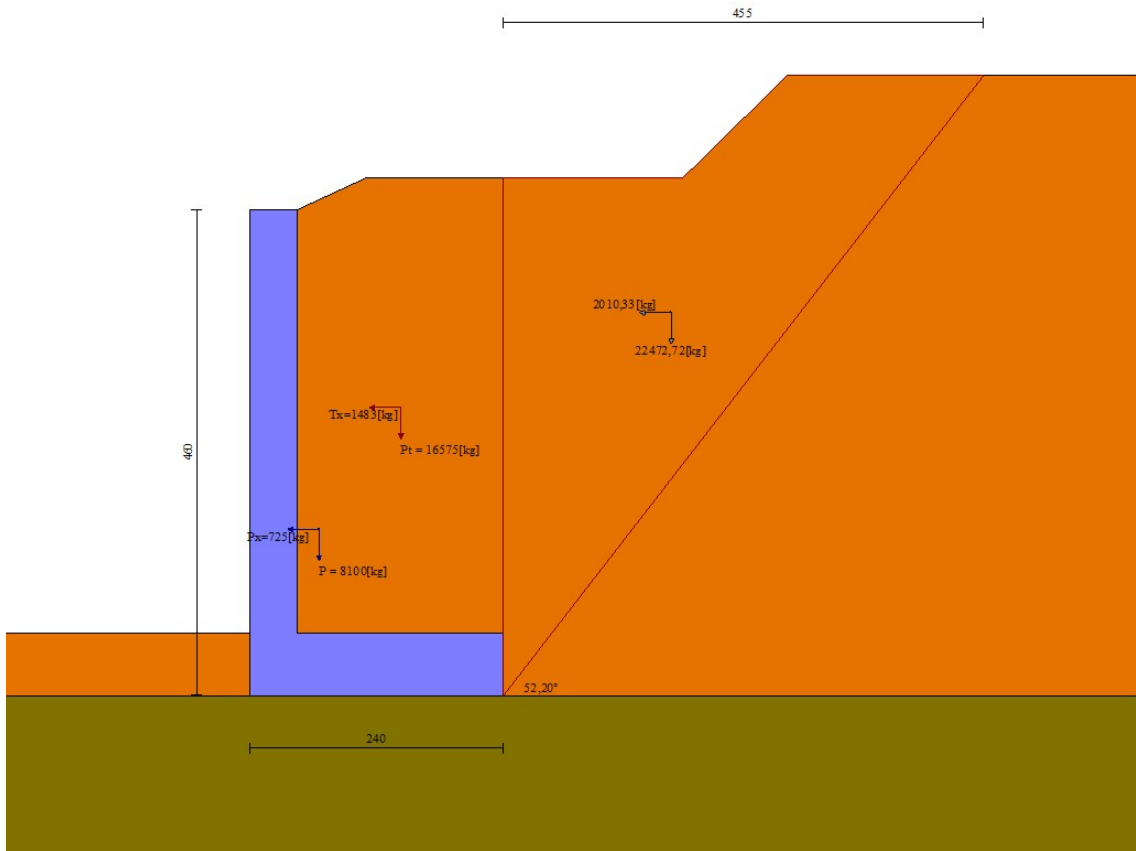 455
2010,33[kg]
22472,72[kg]
Tx=1483[kg]
Pt = 16575[kg]
460
Px=725[kg]
P = 8100[kg]
52,20°
240